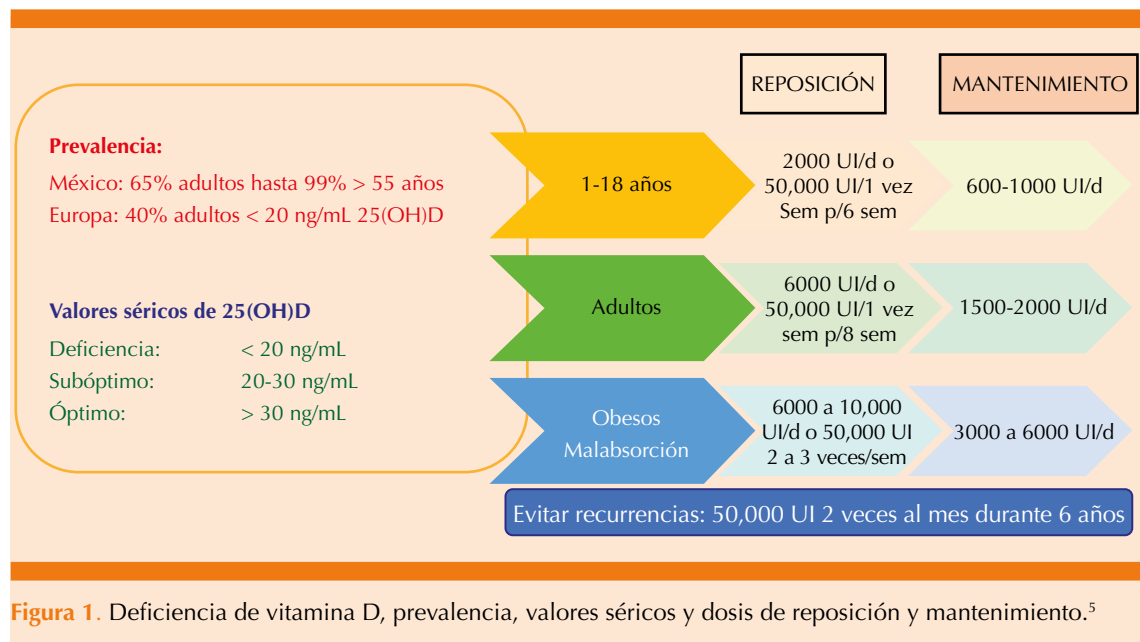 Prevalencia:
México: 65% adultos hasta 99% > 55 años
Europa: 40% adultos < 20 ng/mL 25(OH)D
Valores séricos de 25(OH)D
Deficiencia: < 20 ng/mL
Subóptimo: 20-30 ng/mL
Óptimo: > 30 ng/mL
REPOSICIÓN
MANTENIMIENTO
1-18 años
2000 UI/d o
50,000 UI/1 vez
Sem p/6 sem
600-1000 UI/d
Adultos
6000 UI/d o
50,000 UI/1 vez
sem p/8 sem
1500-2000 UI/d
Obesos
Malabsorción
6000 a 10,000
UI/d o 50,000 UI
2 a 3 veces/sem
3000 a 6000 UI/d
Evitar recurrencias: 50,000 UI 2 veces al mes durante 6 años
Figura 1. Deficiencia de vitamina D, prevalencia, valores séricos y dosis de reposición y mantenimiento.⁵